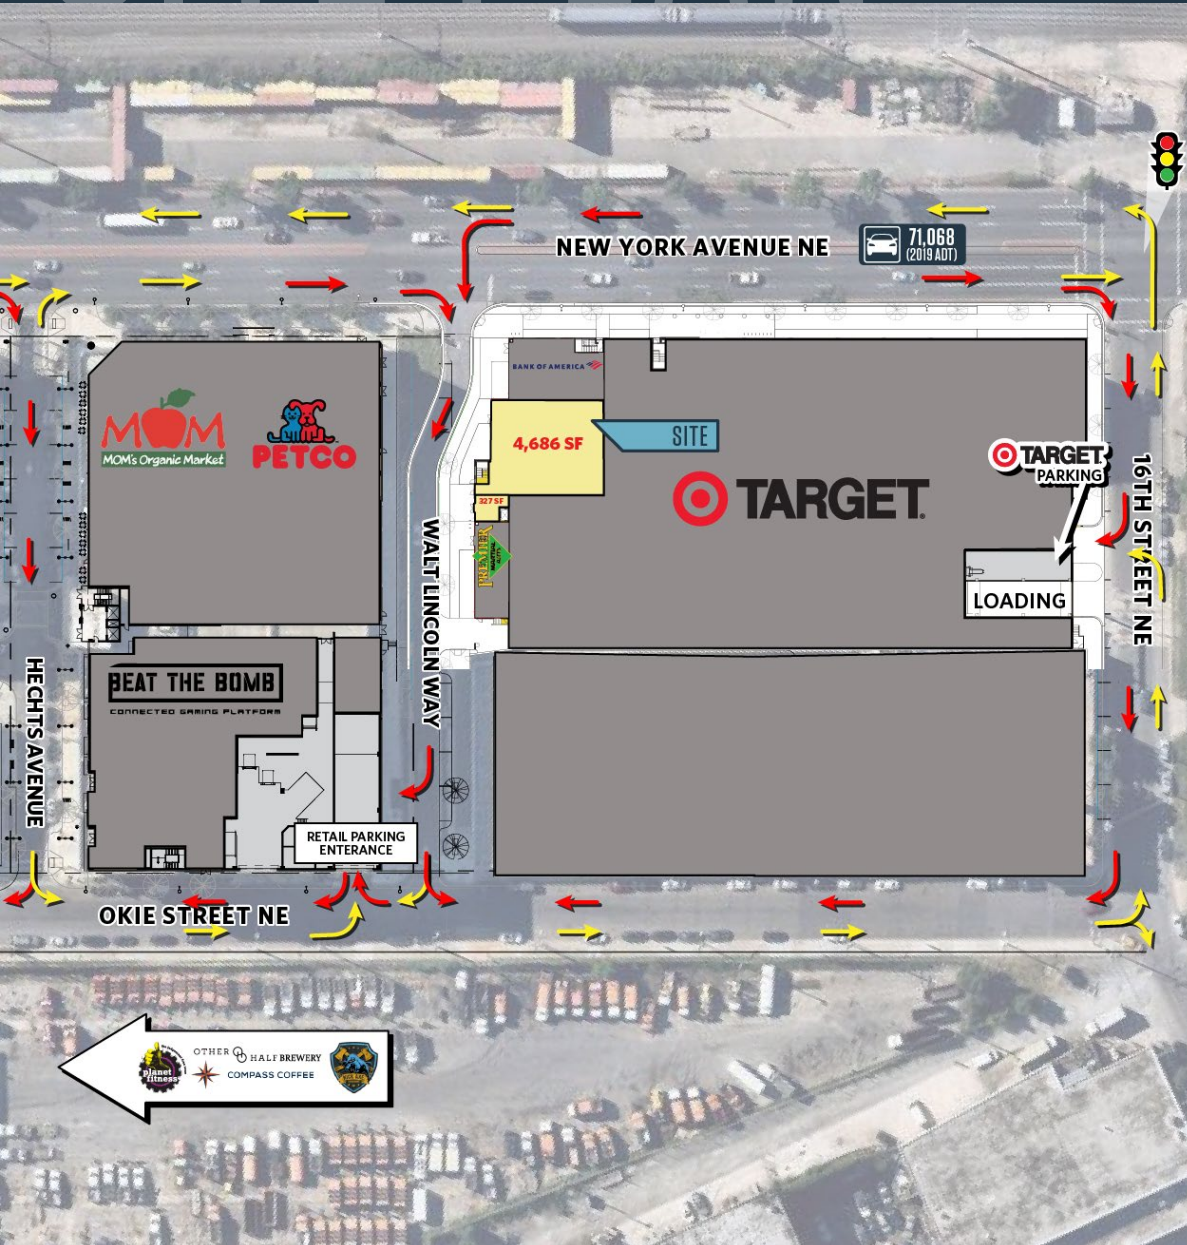 NEW YORK AVENUE NE
71,068
(2019 ADT)
BANK OF AMERICA
MOM
MOM's Organic Market
PETCO
4,686 SF
SITE
327 SF
TARGET
TARGET
PARKING
16TH STREET NE
PREMIER
LOADING
WALT LINCOLN WAY
HECHTS AVENUE
BEAT THE BOMB
CONNECTED GAMING PLATFORM
RETAIL PARKING
ENTERANCE
OKIE STREET NE
planet
fitness
OTHER HALF BREWERY
COMPASS COFFEE